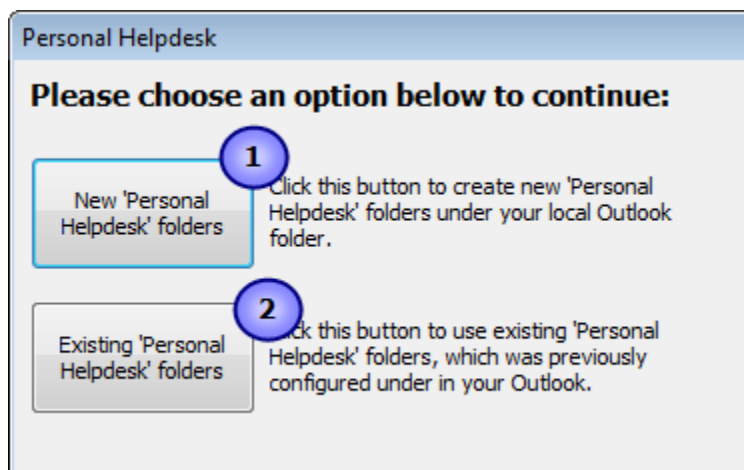 Personal Helpdesk
Please choose an option below to continue:
1
New 'Personal
Helpdesk' folders
Click this button to create new 'Personal
Helpdesk' folders under your local Outlook
folder.
2
Existing 'Personal
Helpdesk' folders
Click this button to use existing 'Personal
Helpdesk' folders, which was previously
configured under in your Outlook.